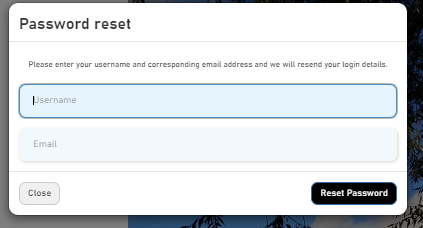 Password reset
Please enter your username and corresponding email address and we will resend your login details.
Username
Email
Close
Reset Password